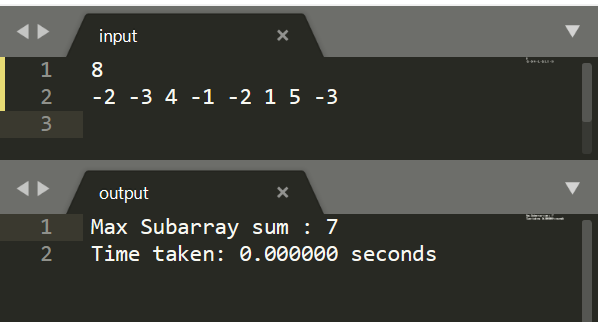 input
1 8
2 -2 -3 4 -1 -2 1 5 -3
3
output
1 Max Subarray sum : 7
2 Time taken: 0.000000 seconds